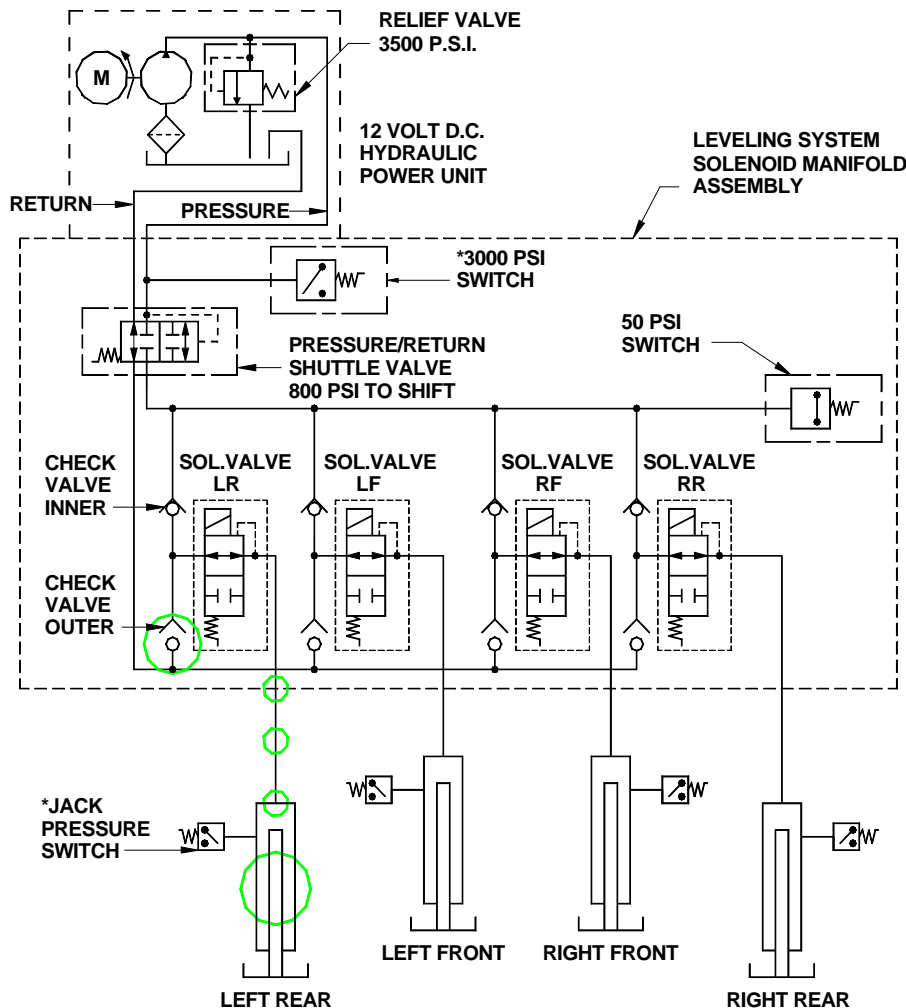 RELIEF VALVE
3500 P.S.I.
M
12 VOLT D.C.
HYDRAULIC
POWER UNIT
LEVELING SYSTEM
SOLENOID MANIFOLD
ASSEMBLY
RETURN
PRESSURE
*3000 PSI
SWITCH
50 PSI
SWITCH
PRESSURE/RETURN
SHUTTLE VALVE
800 PSI TO SHIFT
CHECK
VALVE
INNER
SOL.VALVE
LR
SOL.VALVE
LF
SOL.VALVE
RF
SOL.VALVE
RR
CHECK
VALVE
OUTER
*JACK
PRESSURE
SWITCH
LEFT REAR
LEFT FRONT
RIGHT FRONT
RIGHT REAR